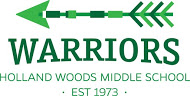 WARRIORS
HOLLAND WOODS MIDDLE SCHOOL
· EST 1973 ·